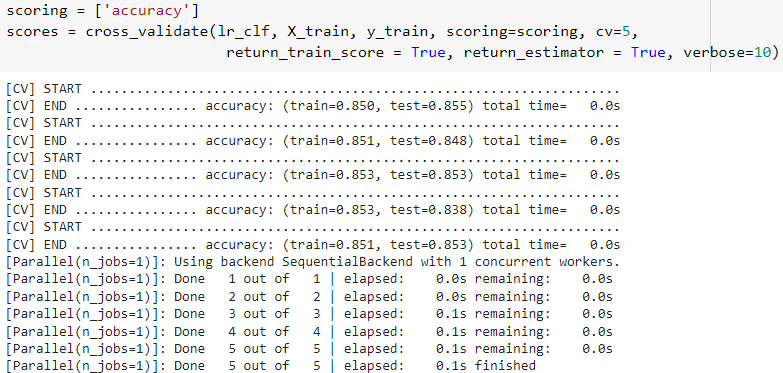 scoring = ['accuracy']
scores = cross_validate(lr_clf, X_train, y_train, scoring=scoring, cv=5,
                        return_train_score = True, return_estimator = True, verbose=10)
[CV] START .....................................................................
[CV] END ................ accuracy: (train=0.850, test=0.855) total time=   0.0s
[CV] START .....................................................................
[CV] END ................ accuracy: (train=0.851, test=0.848) total time=   0.0s
[CV] START .....................................................................
[CV] END ................ accuracy: (train=0.853, test=0.853) total time=   0.0s
[CV] START .....................................................................
[CV] END ................ accuracy: (train=0.853, test=0.838) total time=   0.0s
[CV] START .....................................................................
[CV] END ................ accuracy: (train=0.851, test=0.853) total time=   0.0s
[Parallel(n_jobs=1)]: Using backend SequentialBackend with 1 concurrent workers.
[Parallel(n_jobs=1)]: Done   1 out of   1 | elapsed:    0.0s remaining:    0.0s
[Parallel(n_jobs=1)]: Done   2 out of   2 | elapsed:    0.0s remaining:    0.0s
[Parallel(n_jobs=1)]: Done   3 out of   3 | elapsed:    0.1s remaining:    0.0s
[Parallel(n_jobs=1)]: Done   4 out of   4 | elapsed:    0.1s remaining:    0.0s
[Parallel(n_jobs=1)]: Done   5 out of   5 | elapsed:    0.1s remaining:    0.0s
[Parallel(n_jobs=1)]: Done   5 out of   5 | elapsed:    0.1s finished